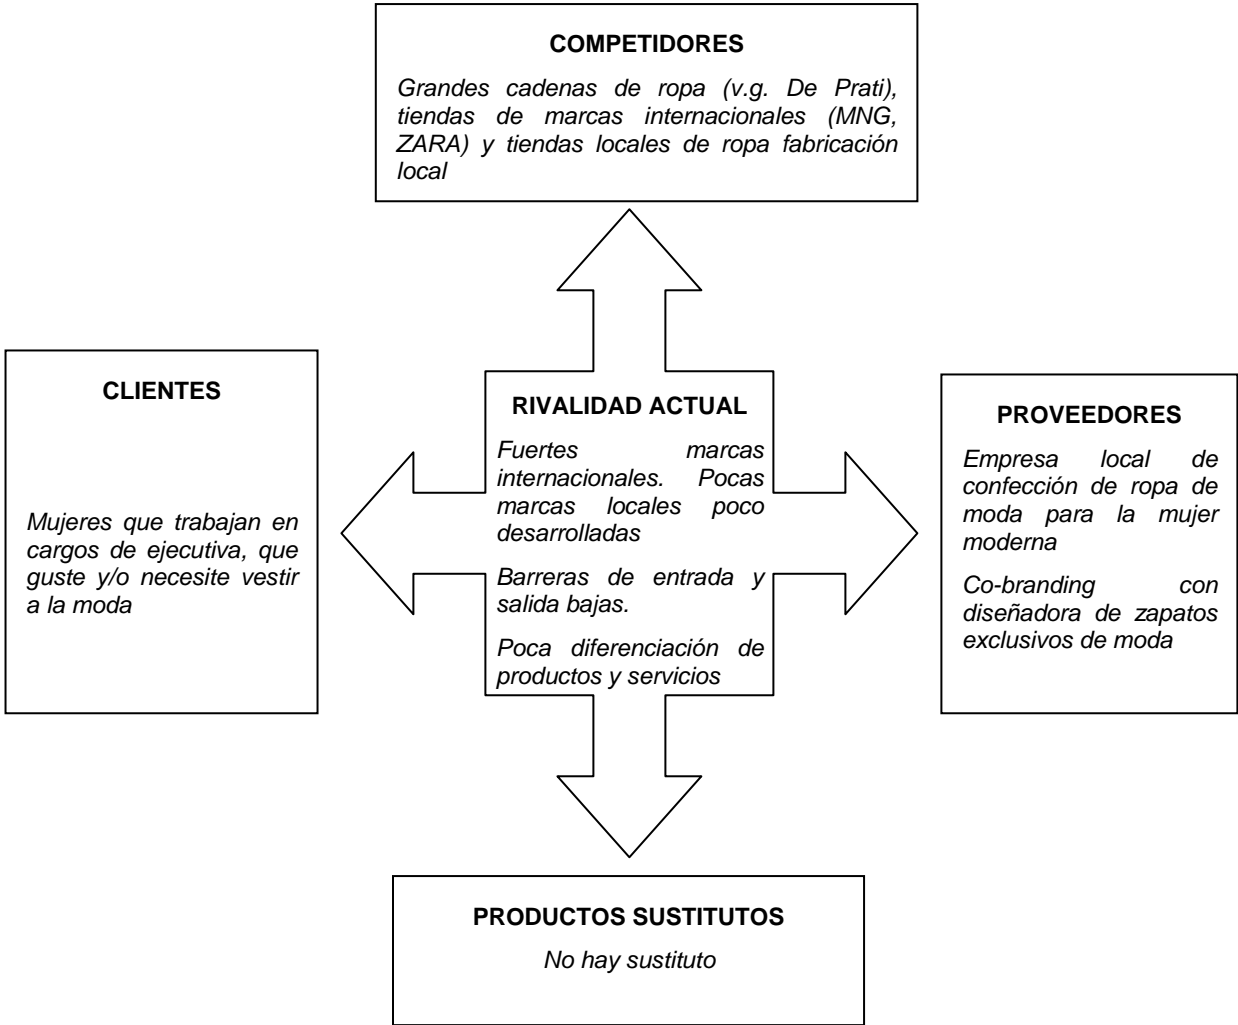 COMPETIDORES
Grandes cadenas de ropa (v.g. De Prati),
tiendas de marcas internacionales (MNG,
ZARA) y tiendas locales de ropa fabricación
local
CLIENTES
Mujeres que trabajan en
cargos de ejecutiva, que
guste y/o necesite vestir
a la moda
RIVALIDAD ACTUAL
Fuertes marcas
internacionales. Pocas
marcas locales poco
desarrolladas
Barreras de entrada y
salida bajas.
Poca diferenciación de
productos y servicios
PROVEEDORES
Empresa local de
confección de ropa de
moda para la mujer
moderna
Co-branding con
diseñadora de zapatos
exclusivos de moda
PRODUCTOS SUSTITUTOS
No hay sustituto